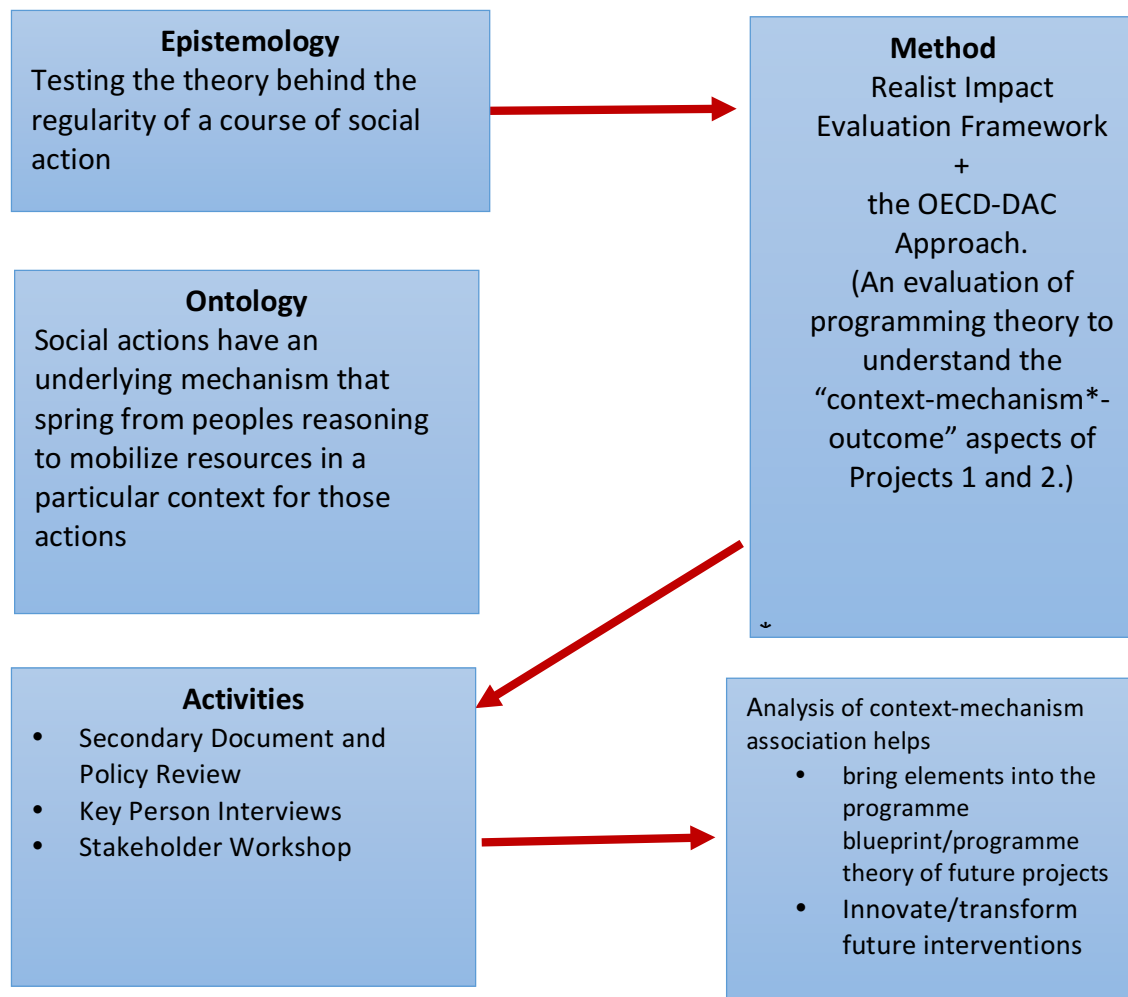 Epistemology
Testing the theory behind the
regularity of a course of social
action
Method
Realist Impact
Evaluation Framework
+
the OECD-DAC
Approach.
(An evaluation of
programming theory to
understand the
“context-mechanism*-
outcome” aspects of
Projects 1 and 2.)
*
Ontology
Social actions have an
underlying mechanism that
spring from peoples reasoning
to mobilize resources in a
particular context for those
actions
Activities
• Secondary Document and
Policy Review
• Key Person Interviews
• Stakeholder Workshop
Analysis of context-mechanism
association helps
• bring elements into the
programme
blueprint/programme
theory of future projects
• Innovate/transform
future interventions